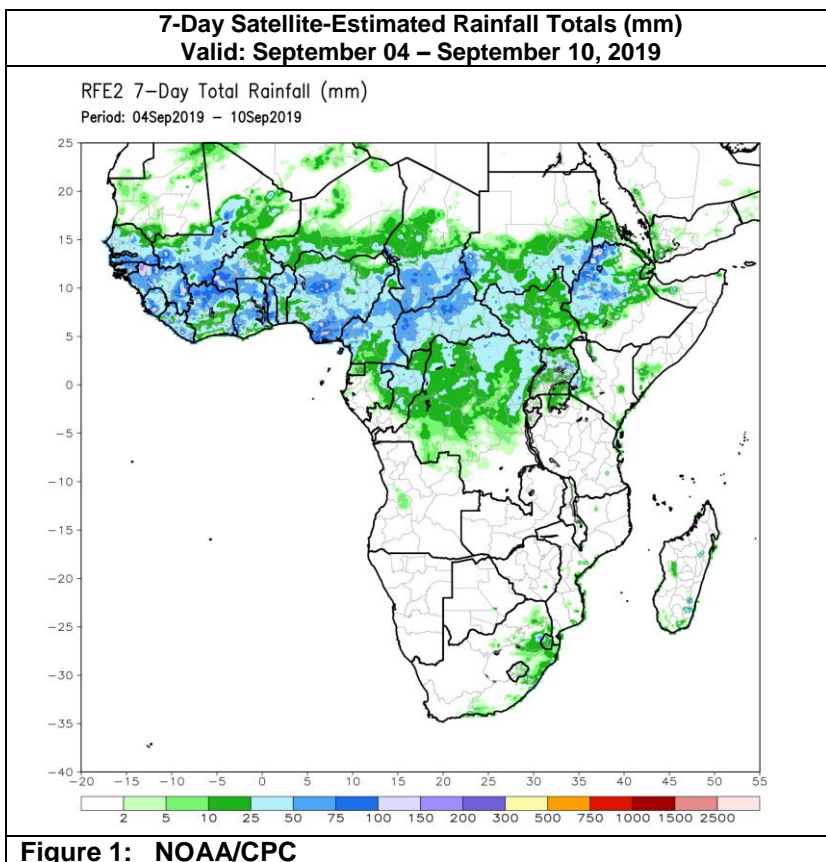 7-Day Satellite-Estimated Rainfall Totals (mm)
Valid: September 04 – September 10, 2019
RFE2 7-Day Total Rainfall (mm)
Period: 04Sep2019 – 10Sep2019
25
20
15
10
5
0
-5
-10
-15
-20
-25
-30
-35
-40
-20 -15 -10 -5 0 5 10 15 20 25 30 35 40 45 50 55
2 5 10 25 50 75 100 150 200 300 500 750 1000 1500 2500
Figure 1: NOAA/CPC